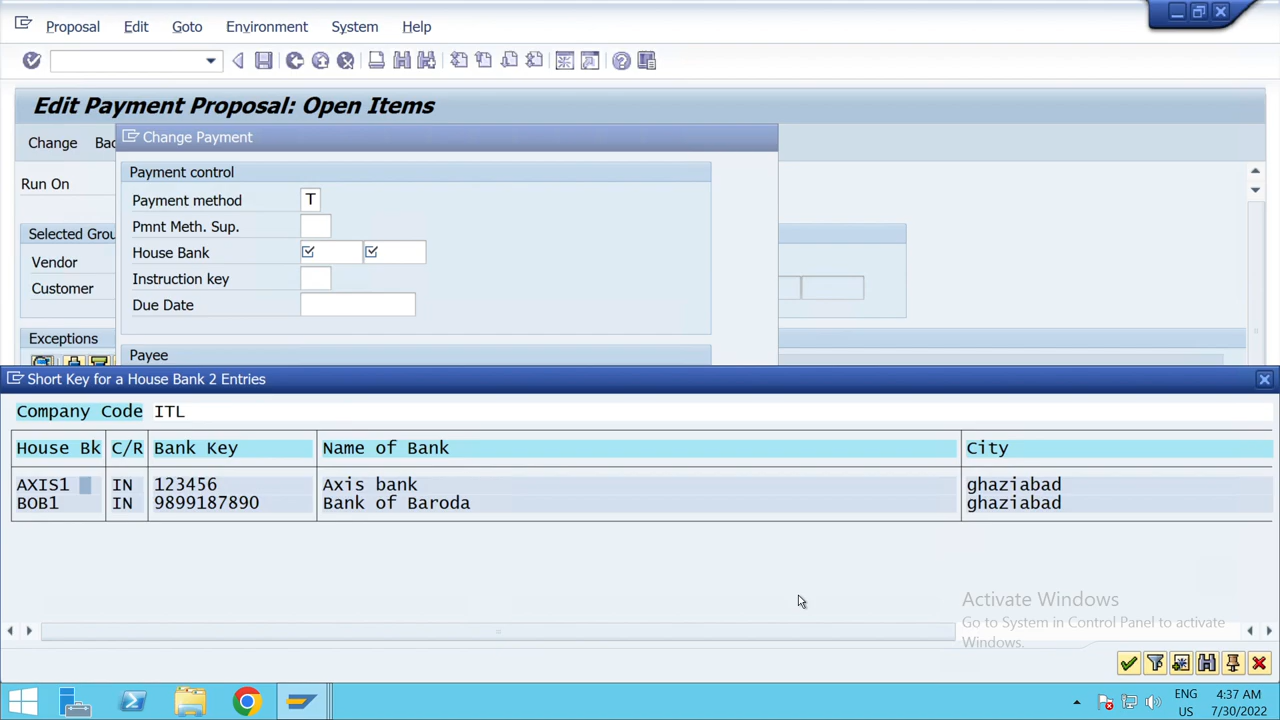 Proposal Edit Goto Environment System Help
Edit Payment Proposal: Open Items
Change
Change Payment
Run On
Payment control
Payment method T
Pmnt Meth. Sup.
House Bank
Instruction key
Due Date
Selected Grou
Vendor
Customer
Exceptions
Payee
Short Key for a House Bank 2 Entries
Company Code ITL
House Bk C/R Bank Key Name of Bank City
AXIS1 IN 123456 Axis bank ghaziabad
BOB1 IN 9899187890 Bank of Baroda ghaziabad
Activate Windows
Go to System in Control Panel to activate
Windows.
ENG 4:37 AM
US 7/30/2022